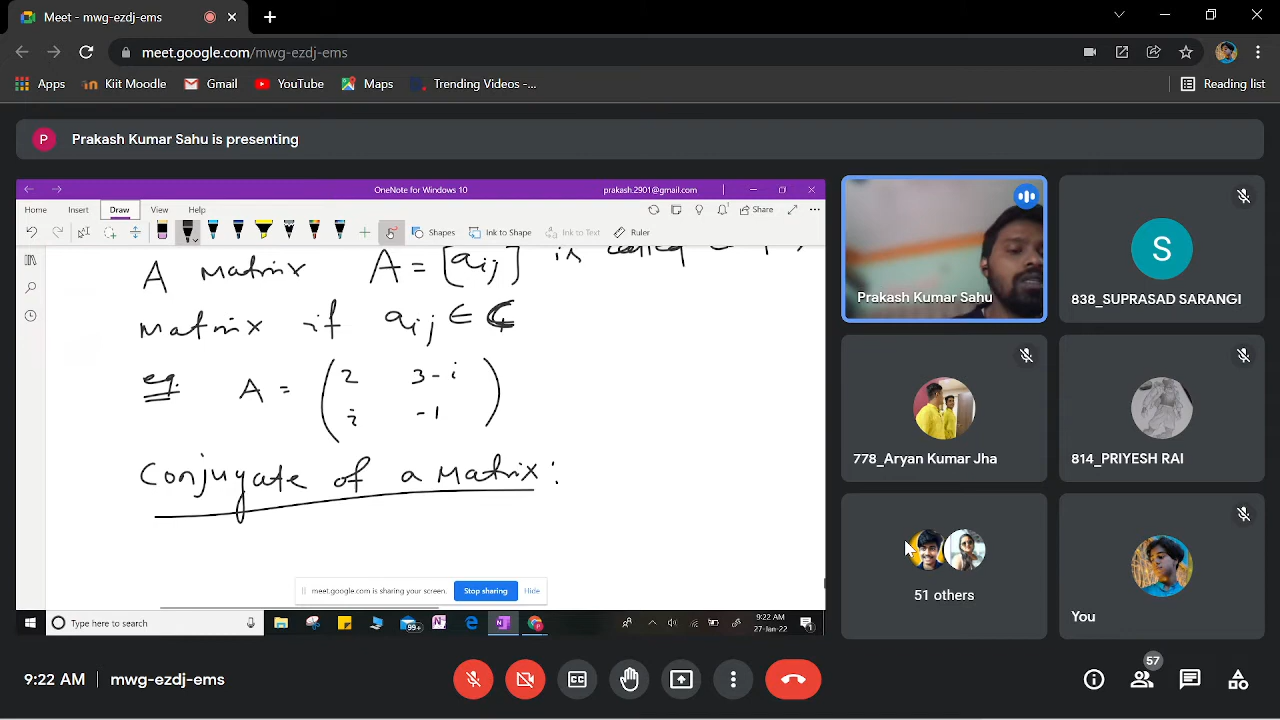 Meet - mwg-ezdj-ems
meet.google.com/mwg-ezdj-ems
Apps Kiit Moodle Gmail YouTube Maps Trending Videos -... Reading list
P Prakash Kumar Sahu is presenting
OneNote for Windows 10 prakash.2901@gmail.com
Home Insert Draw View Help Share
Shapes Ink to Shape Ink to Text Ruler
A Matrix A = [aij] is called
Matrix if aij ∈ ℂ
eg. A = ( 2 3-i
i -1 )
Conjugate of a Matrix:
meet.google.com is sharing your screen. Stop sharing Hide
Type here to search 99+ 9:22 AM
27-Jan-22 1
Prakash Kumar Sahu
S
838_SUPRASAD SARANGI
778_Aryan Kumar Jha
814_PRIYESH RAI
51 others
You
9:22 AM mwg-ezdj-ems 57